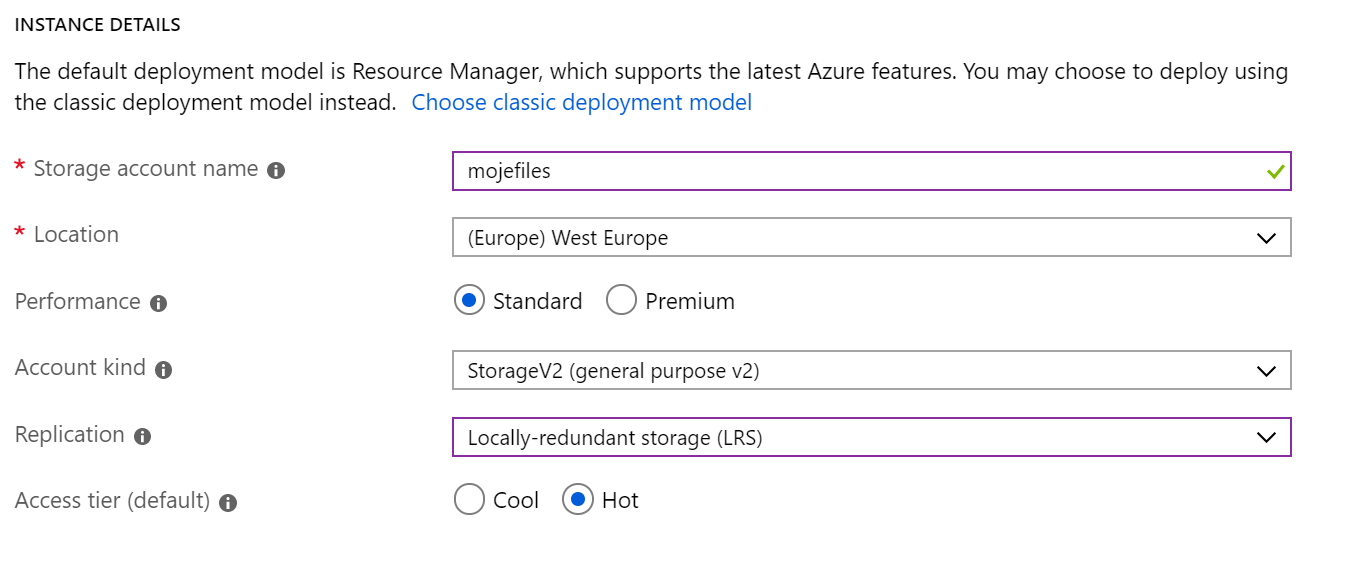 INSTANCE DETAILS
The default deployment model is Resource Manager, which supports the latest Azure features. You may choose to deploy using
the classic deployment model instead. Choose classic deployment model
* Storage account name
mojefiles
* Location
(Europe) West Europe
Performance
Standard Premium
Account kind
StorageV2 (general purpose v2)
Replication
Locally-redundant storage (LRS)
Access tier (default)
Cool Hot